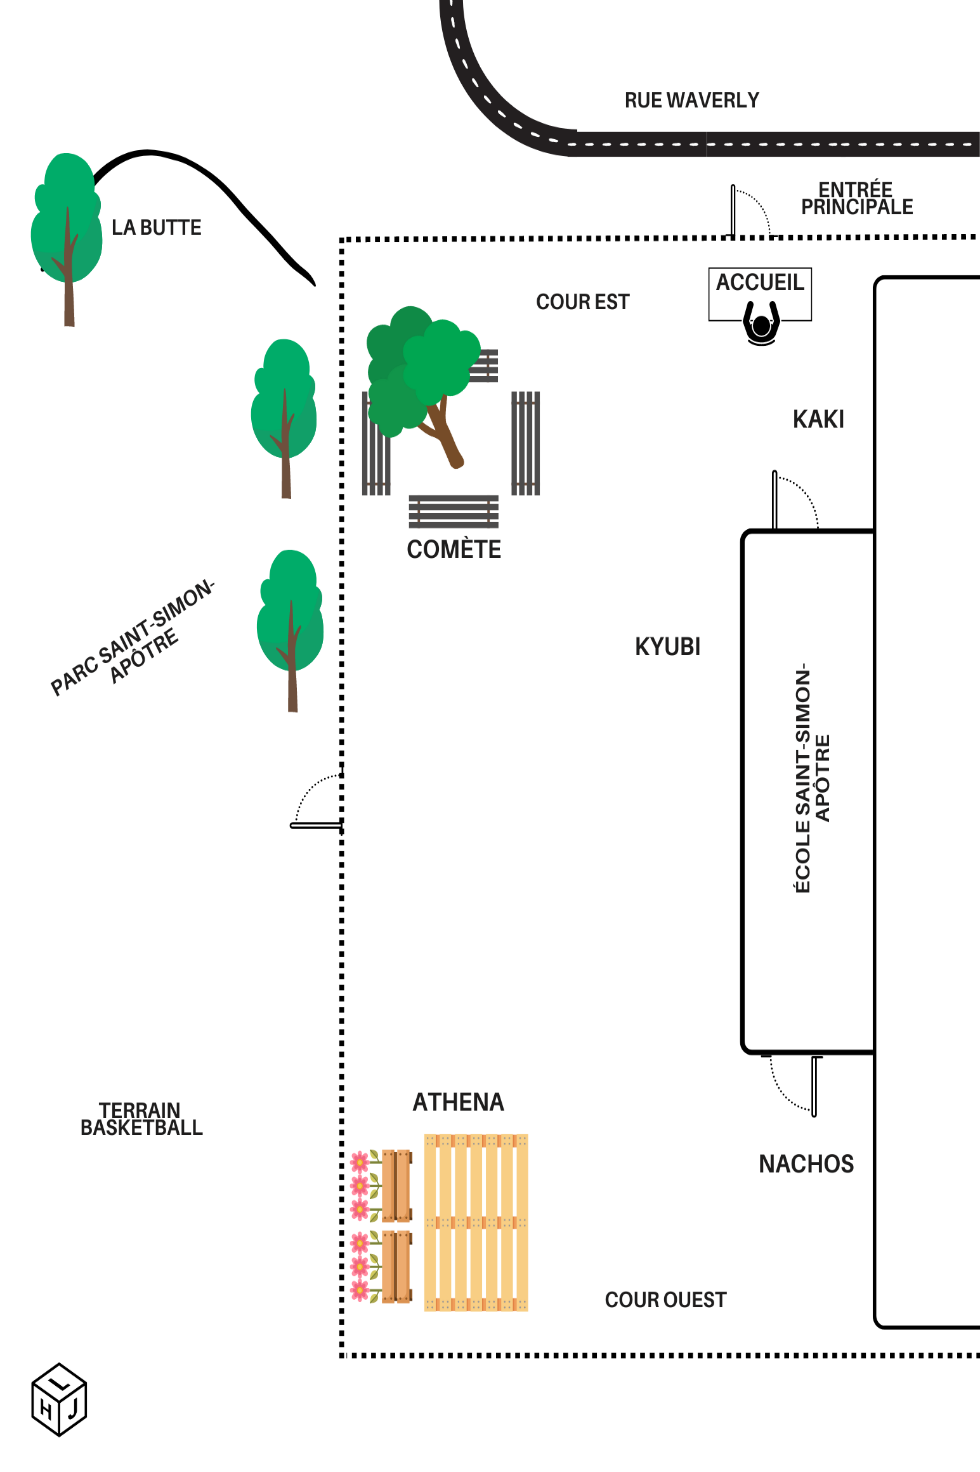 RUE WAVERLY
ENTRÉE
PRINCIPALE
LA BUTTE
ACCUEIL
COUR EST
KAKI
COMÈTE
PARC SAINT-SIMON-
APÔTRE
KYUBI
ÉCOLE SAINT-SIMON-
APÔTRE
ATHENA
TERRAIN
BASKETBALL
NACHOS
COUR OUEST
L
H J